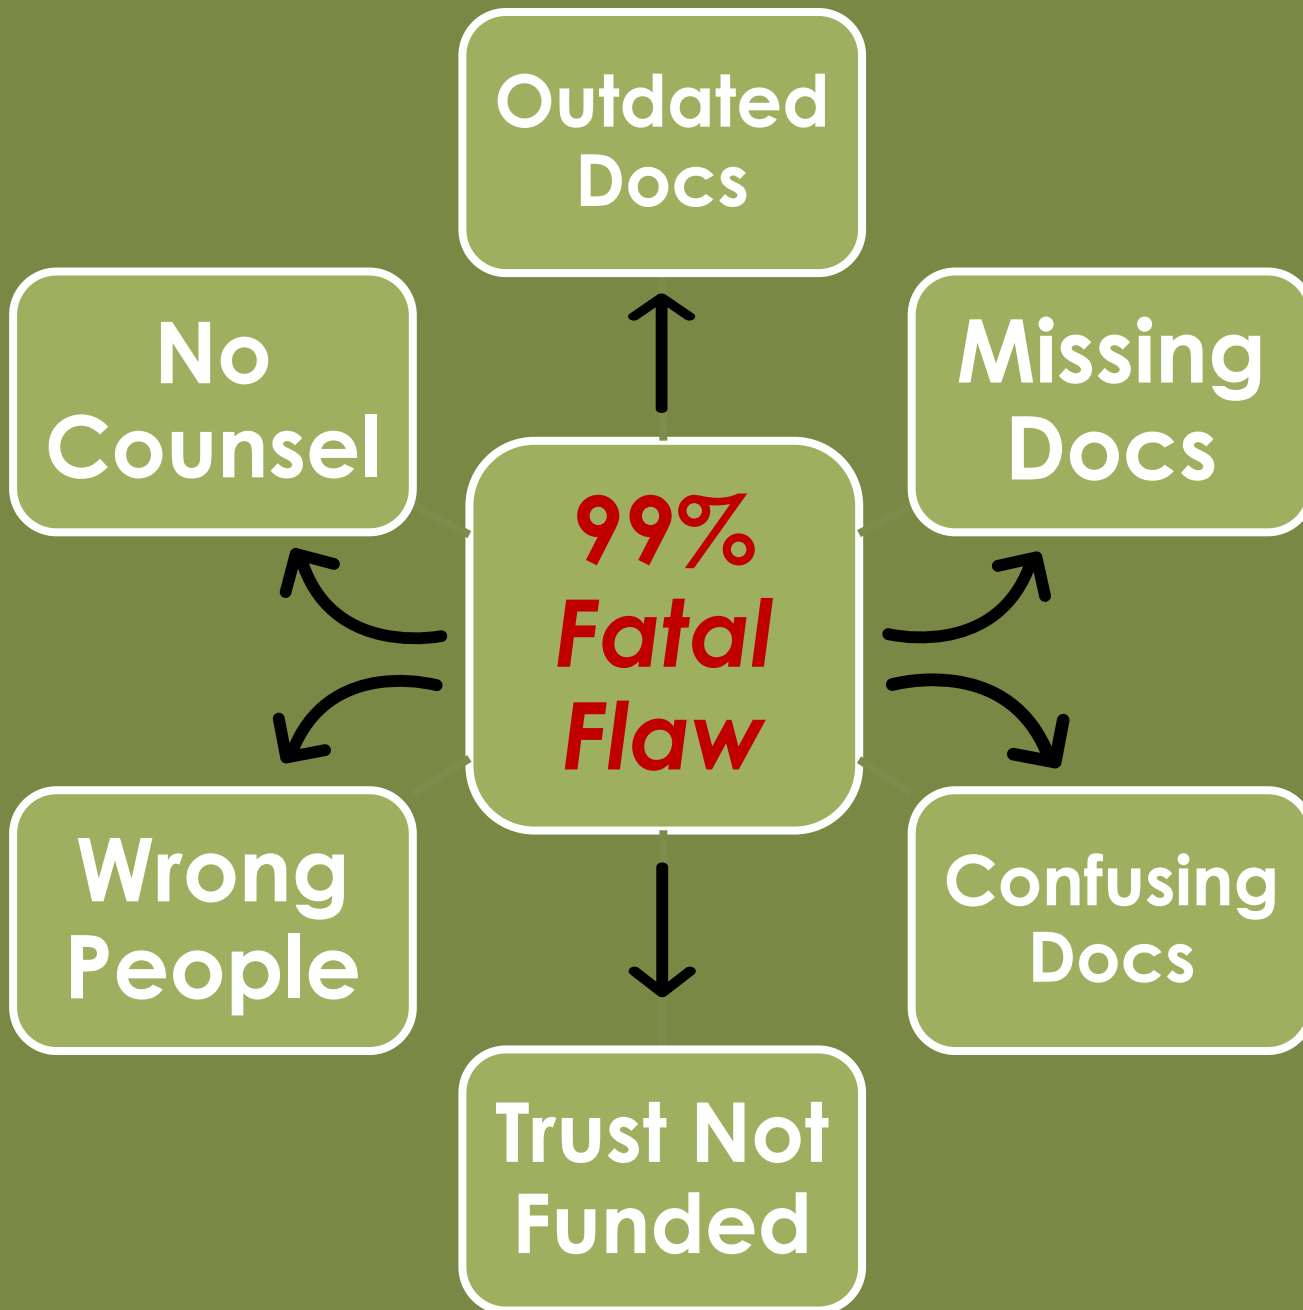 Outdated
Docs
No
Counsel
Missing
Docs
99%
Fatal
Flaw
Wrong
People
Confusing
Docs
Trust Not
Funded